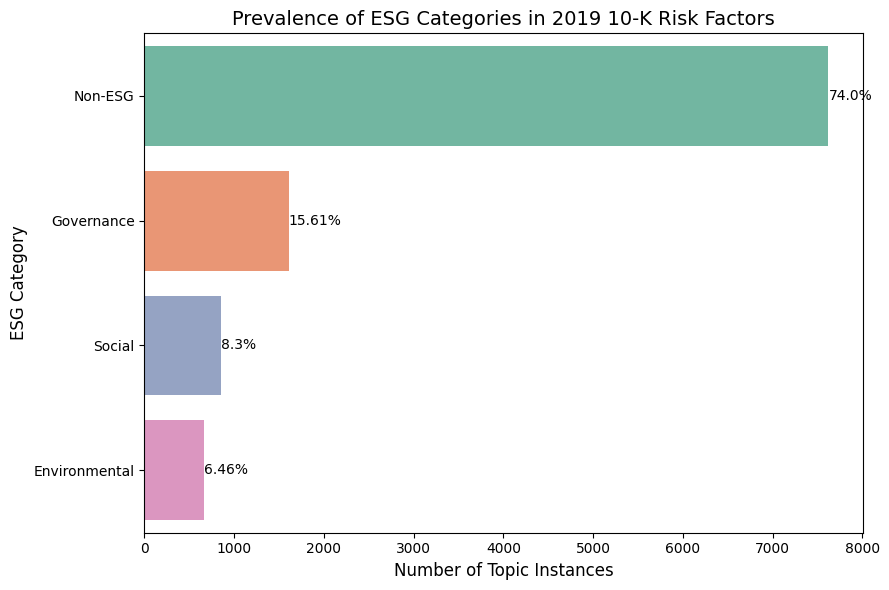 Prevalence of ESG Categories in 2019 10-K Risk Factors
ESG Category
Non-ESG
74.0%
Governance
15.61%
Social
8.3%
Environmental
6.46%
0 1000 2000 3000 4000 5000 6000 7000 8000
Number of Topic Instances